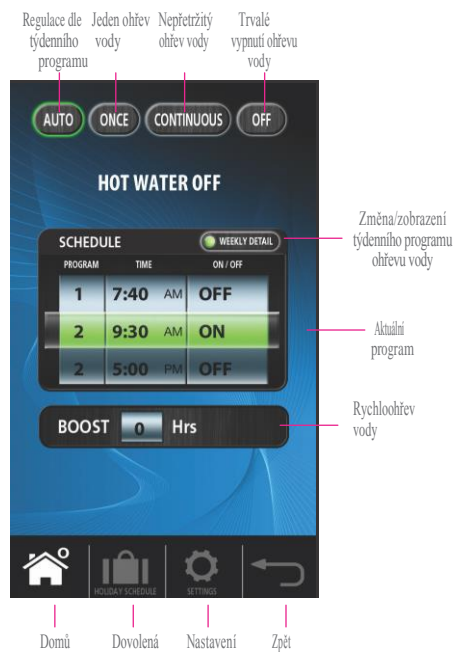 Regulace dle týdenního programu
Jeden ohřev vody
Nepřetržitý ohřev vody
Trvalé vypnutí ohřevu vody
AUTO ONCE CONTINUOUS OFF
HOT WATER OFF
SCHEDULE WEEKLY DETAIL
Změna/zobrazení týdenního programu ohřevu vody
PROGRAM TIME ON / OFF
1 7:40 AM OFF
2 9:30 AM ON
Aktuální program
2 5:00 PM OFF
BOOST 0 Hrs
Rychloohřev vody
HOLIDAY SCHEDULE SETTINGS
Domů Dovolená Nastavení Zpět